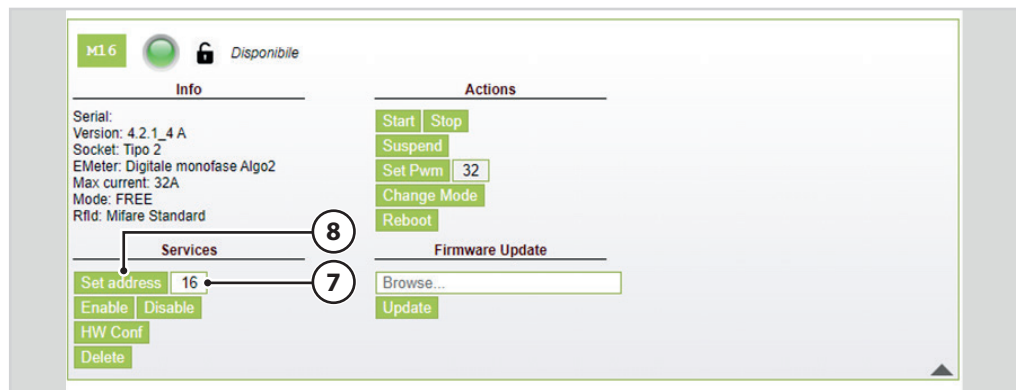 M16 Disponibile
Info
Serial:
Version: 4.2.1_4 A
Socket: Tipo 2
EMeter: Digitale monofase Algo2
Max current: 32A
Mode: FREE
RfId: Mifare Standard
Actions
Start Stop
Suspend
Set Pwm 32
Change Mode
Reboot
8
Services
Set address 16
7
Enable Disable
HW Conf
Delete
Firmware Update
Browse...
Update